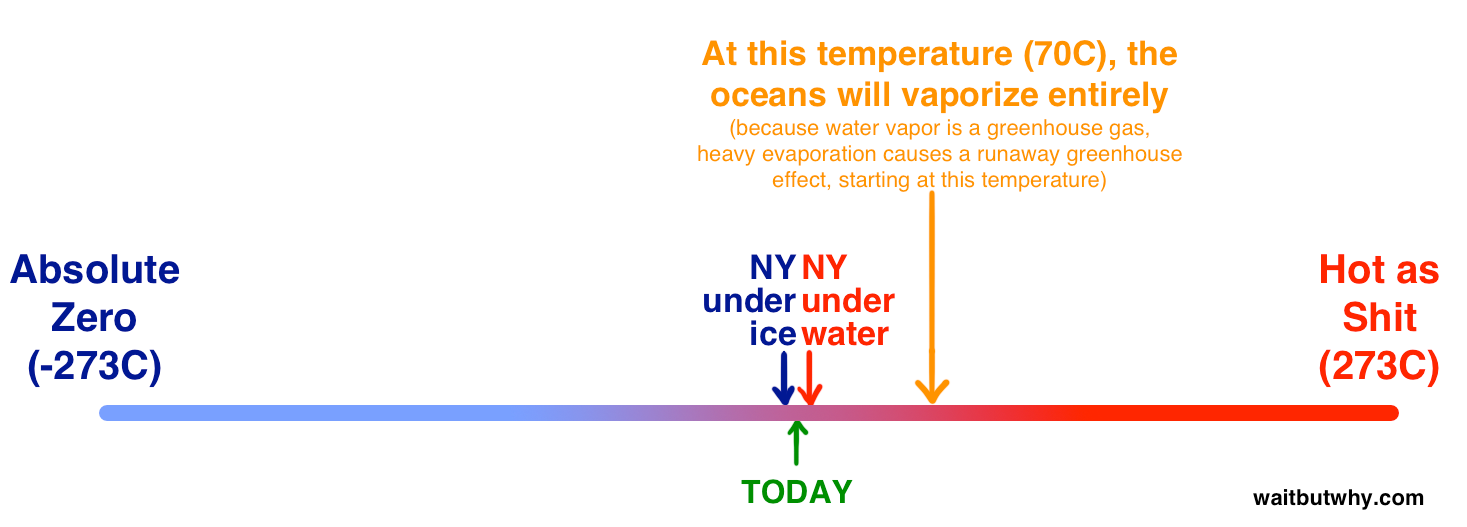 At this temperature (70C), the
oceans will vaporize entirely
(because water vapor is a greenhouse gas,
heavy evaporation causes a runaway greenhouse
effect, starting at this temperature)
Absolute
Zero
(-273C)
NY
under
ice
NY
under
water
Hot as
Shit
(273C)
TODAY
waitbutwhy.com